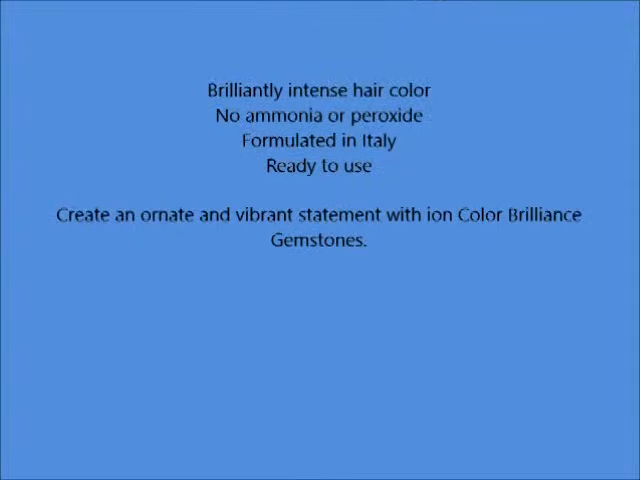 Brilliantly intense hair color
No ammonia or peroxide
Formulated in Italy
Ready to use
Create an ornate and vibrant statement with ion Color Brilliance
Gemstones.